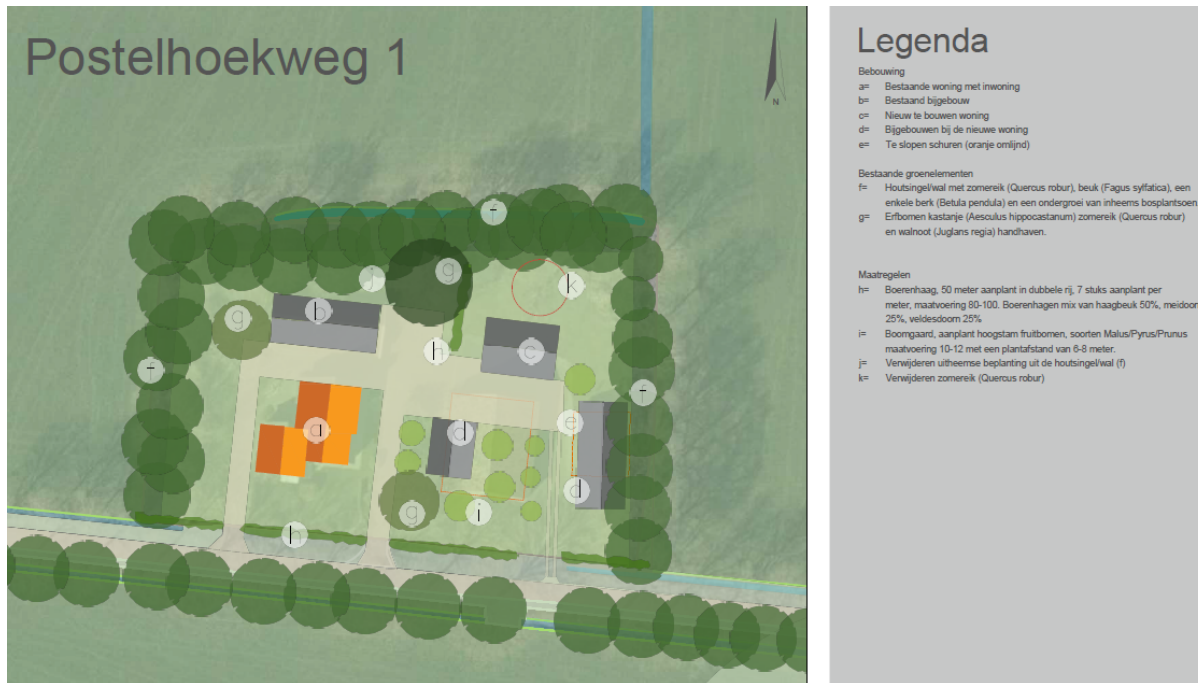 Postelhoekweg 1
N
f
j
g
k
b
g
h
c
f
f
a
d
e
g
i
d
h
Legenda
Bebouwing
a= Bestaande woning met inwoning
b= Bestaand bijgebouw
c= Nieuw te bouwen woning
d= Bijgebouwen bij de nieuwe woning
e= Te slopen schuren (oranje omlijnd)
Bestaande groenelementen
f= Houtsingel/wal met zomereik (Quercus robur), beuk (Fagus sylfatica), een
enkele berk (Betula pendula) en een ondergroei van inheems bosplantsoen
g= Erfbomen kastanje (Aesculus hippocastanum) zomereik (Quercus robur)
en walnoot (Juglans regia) handhaven.
Maatregelen
h= Boerenhaag, 50 meter aanplant in dubbele rij, 7 stuks aanplant per
meter, maatvoering 80-100. Boerenhagen mix van haagbeuk 50%, meidoor
25%, veldesdoorn 25%
i= Boomgaard, aanplant hoogstam fruitbomen, soorten Malus/Pyrus/Prunus
maatvoering 10-12 met een plantafstand van 6-8 meter.
j= Verwijderen uitheemse beplanting uit de houtsingel/wal (f)
k= Verwijderen zomereik (Quercus robur)